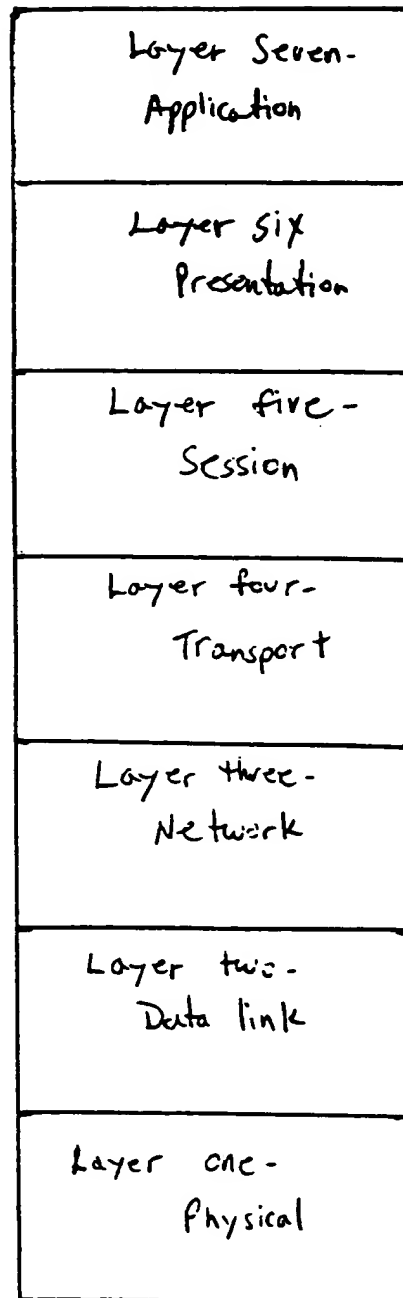 Layer Seven-
Application
Layer six
Presentation
Layer five-
Session
Layer four-
Transport
Layer three-
Network
Layer two-
Data link
Layer one-
Physical